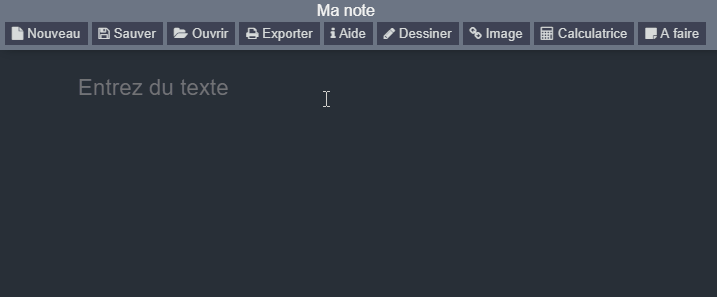 Ma note
Nouveau Sauver Ouvrir Exporter Aide Dessiner Image Calculatrice A faire
Entrez du texte